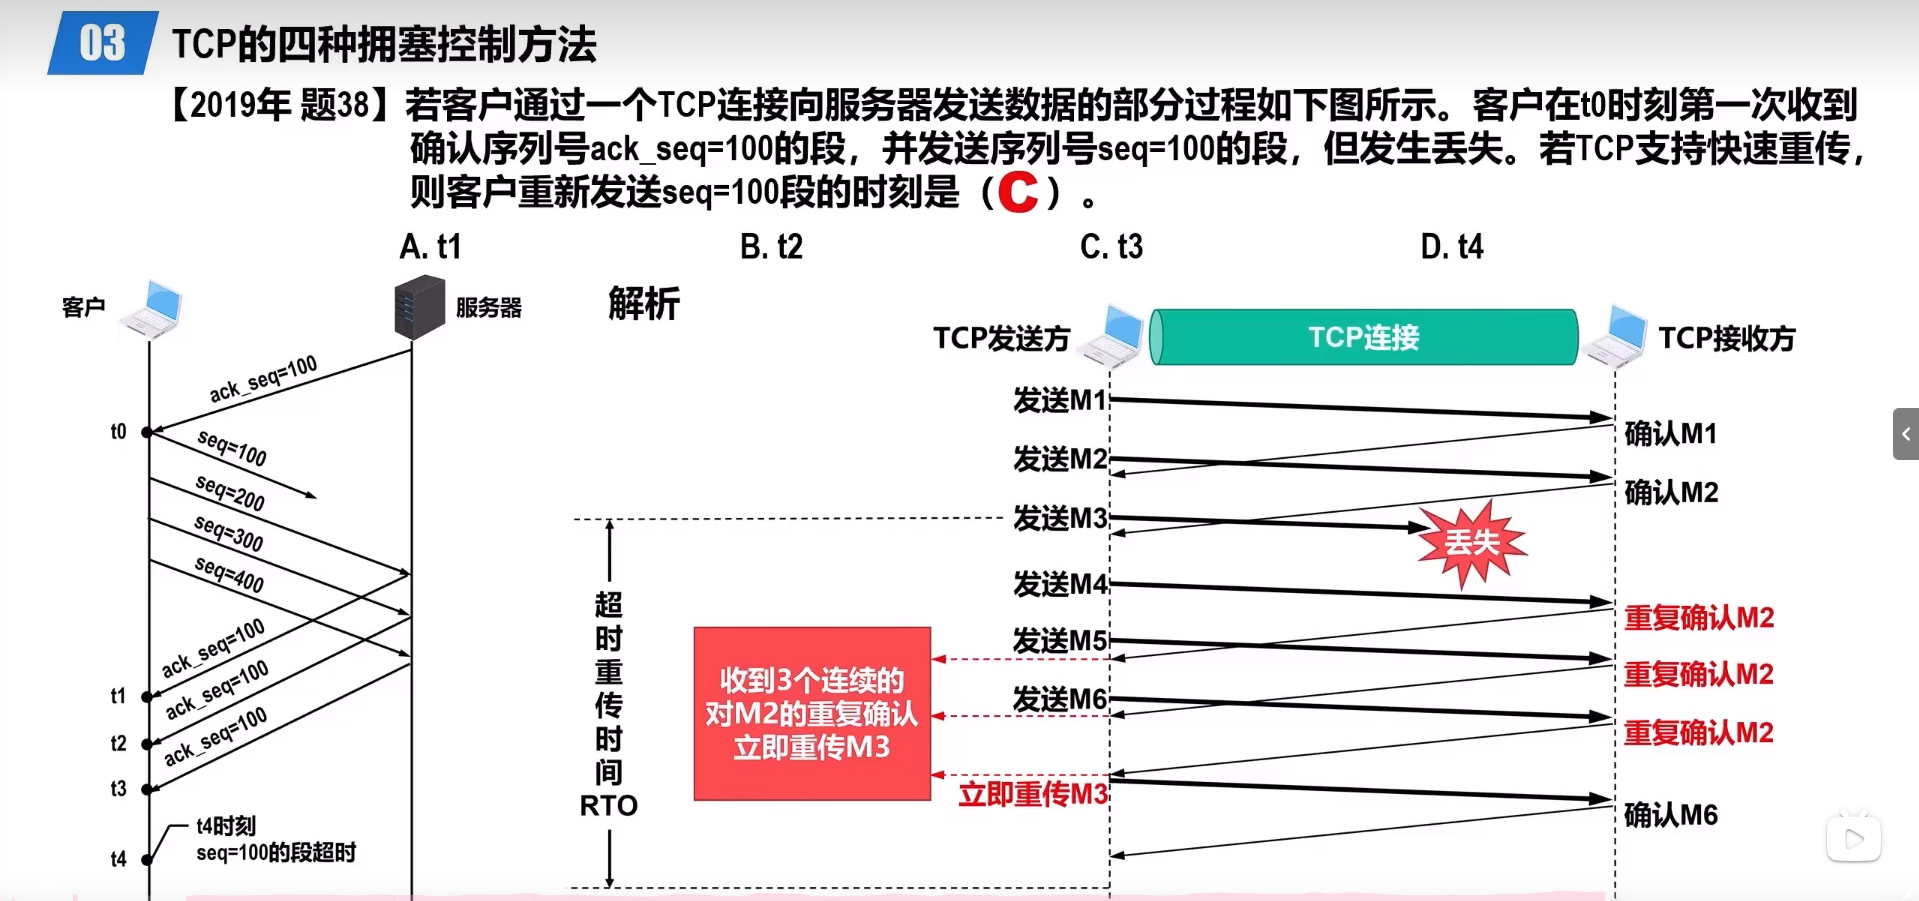 03 TCP的四种拥塞控制方法
【2019年 题38】若客户通过一个TCP连接向服务器发送数据的部分过程如下图所示。客户在t0时刻第一次收到
确认序列号ack_seq=100的段，并发送序列号seq=100的段，但发生丢失。若TCP支持快速重传，
则客户重新发送seq=100段的时刻是（C）。
A. t1 B. t2 C. t3 D. t4
客户
服务器
ack_seq=100
t0
seq=100
seq=200
seq=300
seq=400
ack_seq=100
t1
ack_seq=100
t2
ack_seq=100
t3
t4时刻
seq=100的段超时
t4
解析
TCP发送方
TCP连接
TCP接收方
发送M1
确认M1
发送M2
确认M2
发送M3
丢失
发送M4
重复确认M2
发送M5
重复确认M2
发送M6
重复确认M2
立即重传M3
确认M6
超
时
重
传
时
间
RTO
收到3个连续的
对M2的重复确认
立即重传M3